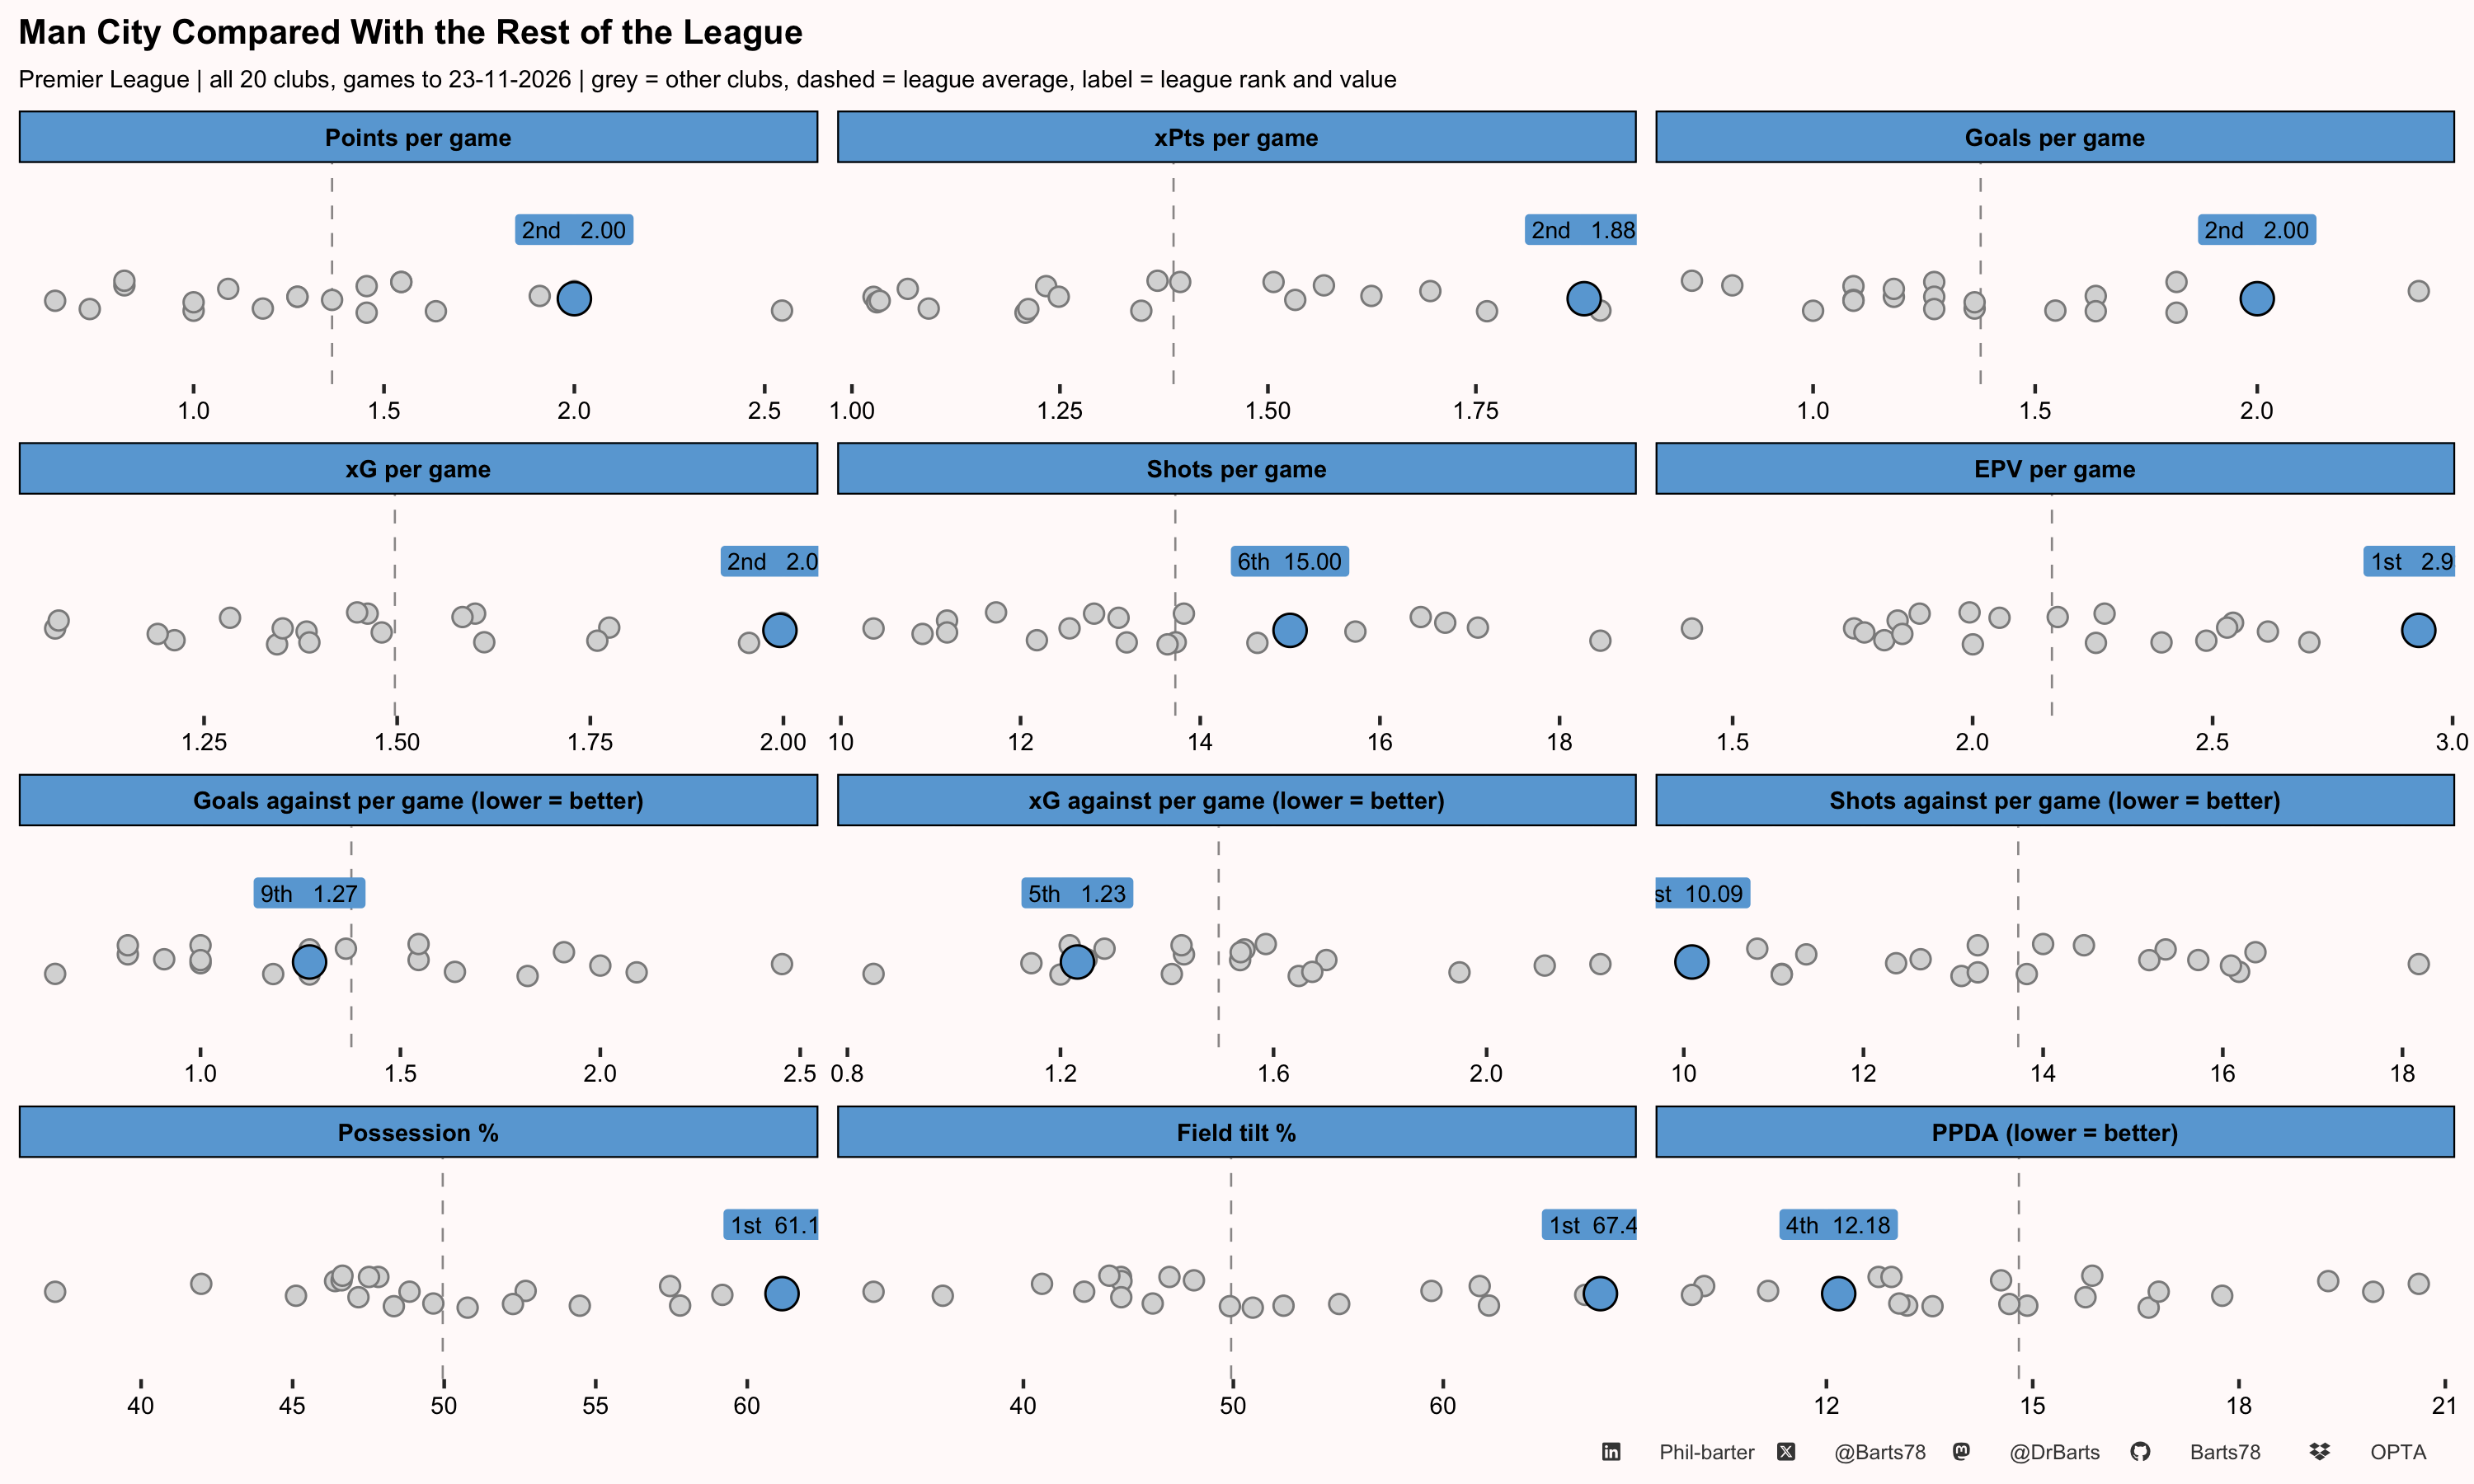 Man City Compared With the Rest of the League
Premier League | all 20 clubs, games to 23-11-2026 | grey = other clubs, dashed = league average, label = league rank and value
Points per game
xPts per game
Goals per game
2nd 2.00
2nd 1.88
2nd 2.00
1.0 1.5 2.0 2.5
1.00 1.25 1.50 1.75
1.0 1.5 2.0
xG per game
Shots per game
EPV per game
2nd 2.0
6th 15.00
1st 2.9
1.25 1.50 1.75 2.00
10 12 14 16 18
1.5 2.0 2.5 3.0
Goals against per game (lower = better)
xG against per game (lower = better)
Shots against per game (lower = better)
9th 1.27
5th 1.23
st 10.09
1.0 1.5 2.0 2.5
0.8 1.2 1.6 2.0
10 12 14 16 18
Possession %
Field tilt %
PPDA (lower = better)
1st 61.1
1st 67.4
4th 12.18
40 45 50 55 60
40 50 60
12 15 18 21
Phil-barter @Barts78 @DrBarts Barts78 OPTA